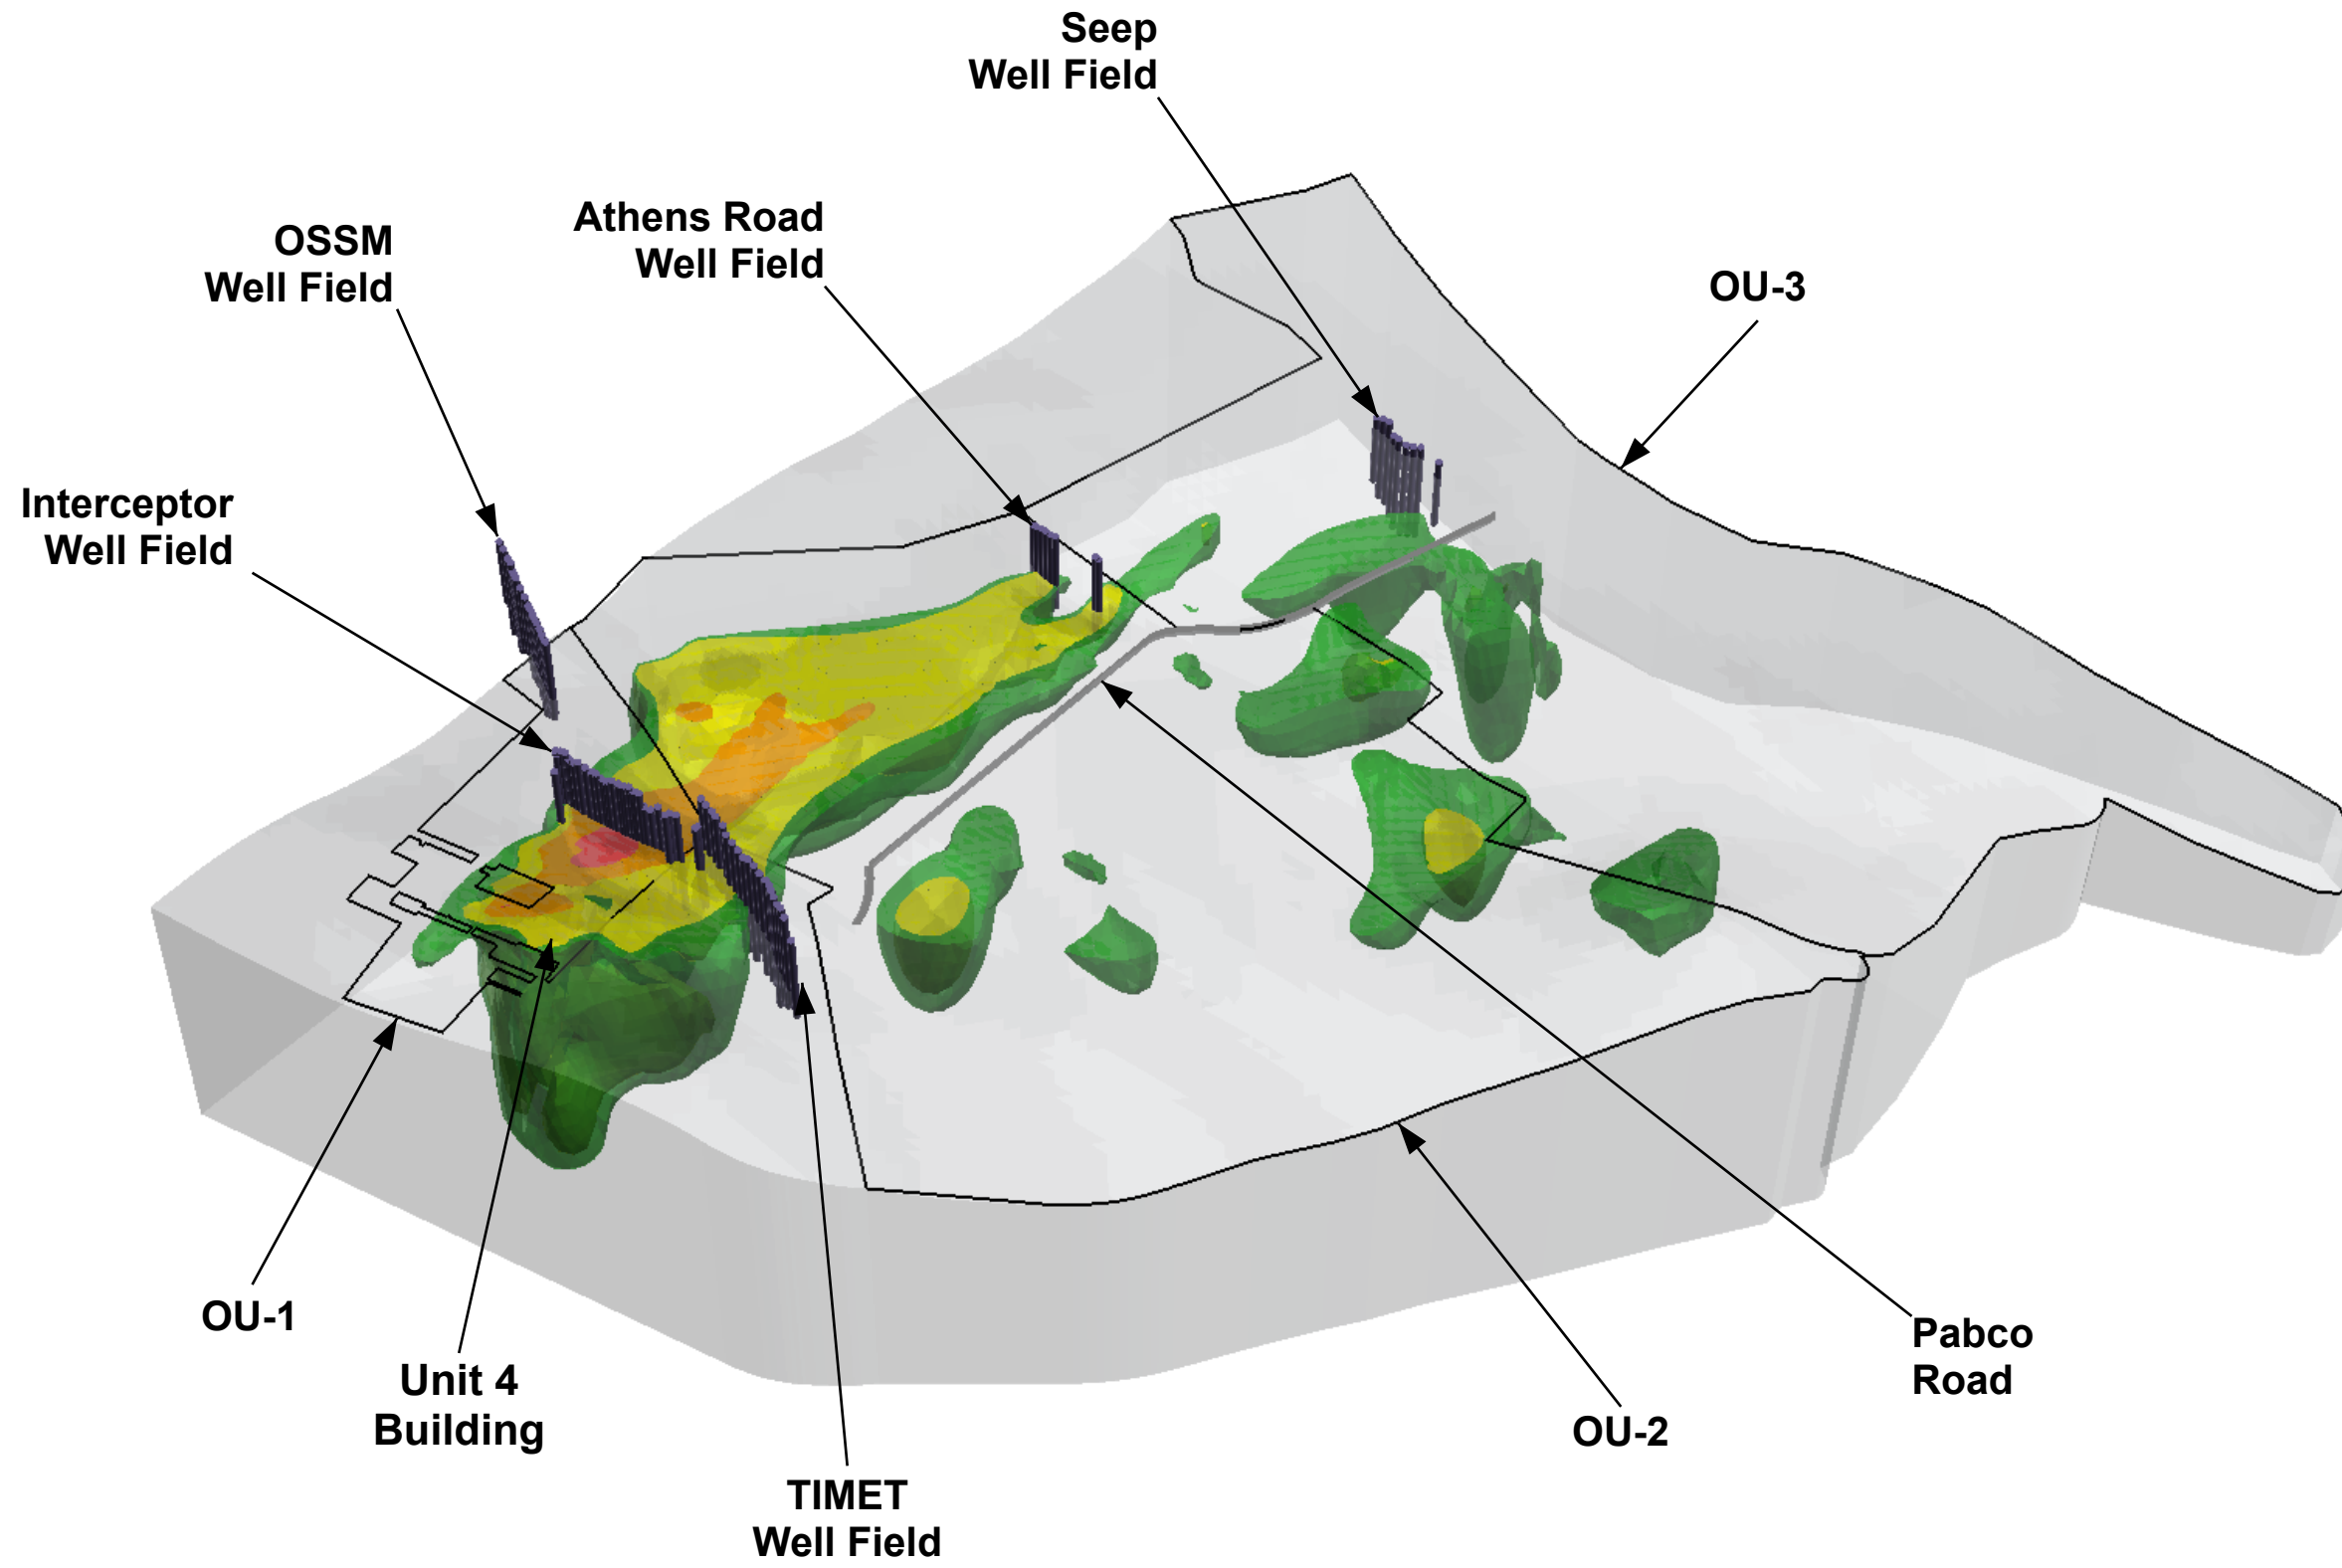 Seep
Well Field
Athens Road
Well Field
OSSM
Well Field
OU-3
Interceptor
Well Field
OU-1
Unit 4
Building
TIMET
Well Field
OU-2
Pabco
Road